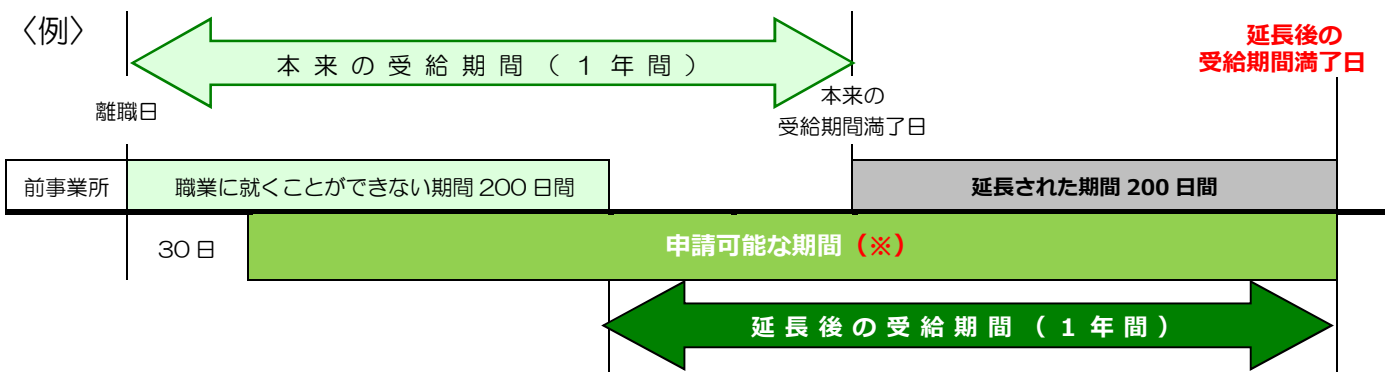 〈例〉
本来の受給期間（１年間）
延長後の
受給期間満了日
離職日
本来の
受給期間満了日
前事業所
職業に就くことができない期間 200 日間
延長された期間 200 日間
30 日
申請可能な期間（※）
延長後の受給期間（１年間）